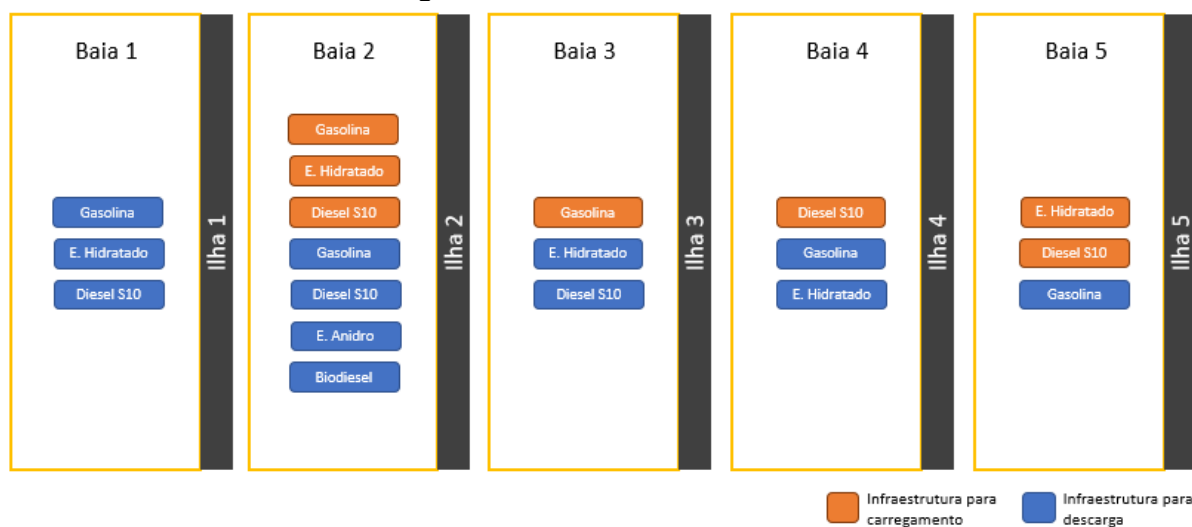 Baia 1
Gasolina
E. Hidratado
Diesel S10
Ilha 1
Baia 2
Gasolina
E. Hidratado
Diesel S10
Gasolina
Diesel S10
E. Anidro
Biodiesel
Ilha 2
Baia 3
Gasolina
E. Hidratado
Diesel S10
Ilha 3
Baia 4
Diesel S10
Gasolina
E. Hidratado
Ilha 4
Baia 5
E. Hidratado
Diesel S10
Gasolina
Ilha 5
Infraestrutura para
carregamento
Infraestrutura para
descarga